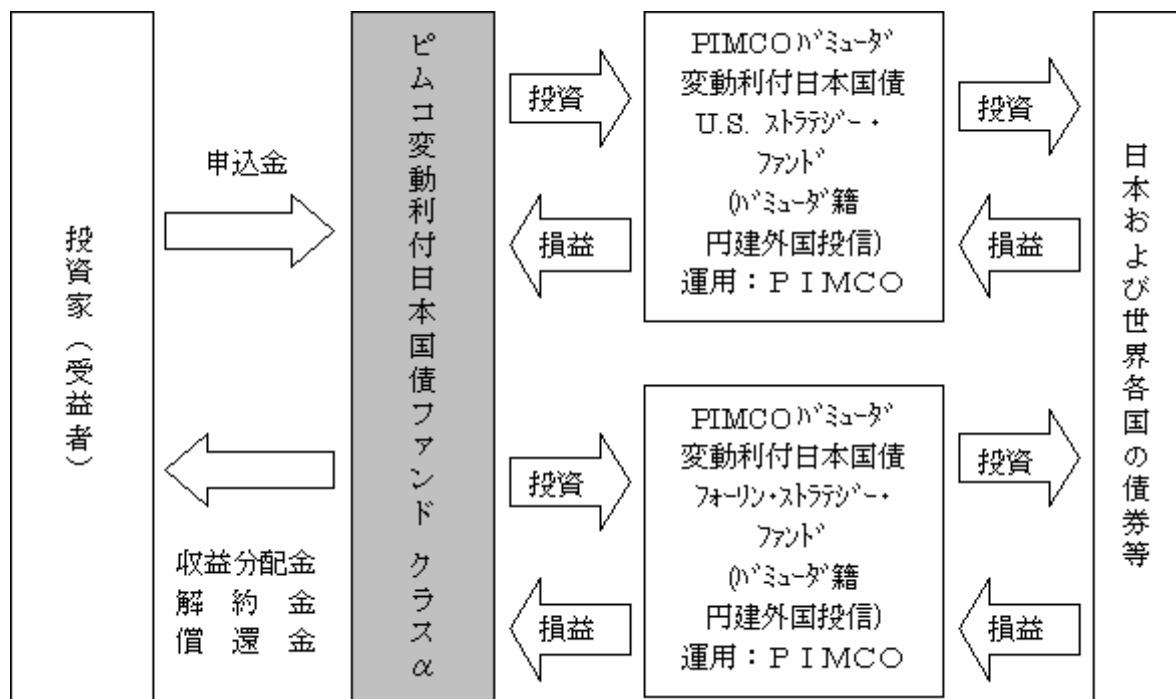 投資家（受益者）
申込金
収益分配金
解約金
償還金
ピムコ変動利付日本国債ファンド クラスα
投資
損益
PIMCOﾊﾞﾐｭｰﾀﾞ
変動利付日本国債
U.S. ｽﾄﾗﾃｼﾞｰ・
ﾌｧﾝﾄﾞ
(ﾊﾞﾐｭｰﾀﾞ籍
円建外国投信)
運用：ＰＩＭＣＯ
投資
損益
投資
損益
PIMCOﾊﾞﾐｭｰﾀﾞ
変動利付日本国債
ﾌｫｰﾘﾝ・ｽﾄﾗﾃｼﾞｰ・
ﾌｧﾝﾄﾞ
(ﾊﾞﾐｭｰﾀﾞ籍
円建外国投信)
運用：ＰＩＭＣＯ
投資
損益
日本および世界各国の債券等